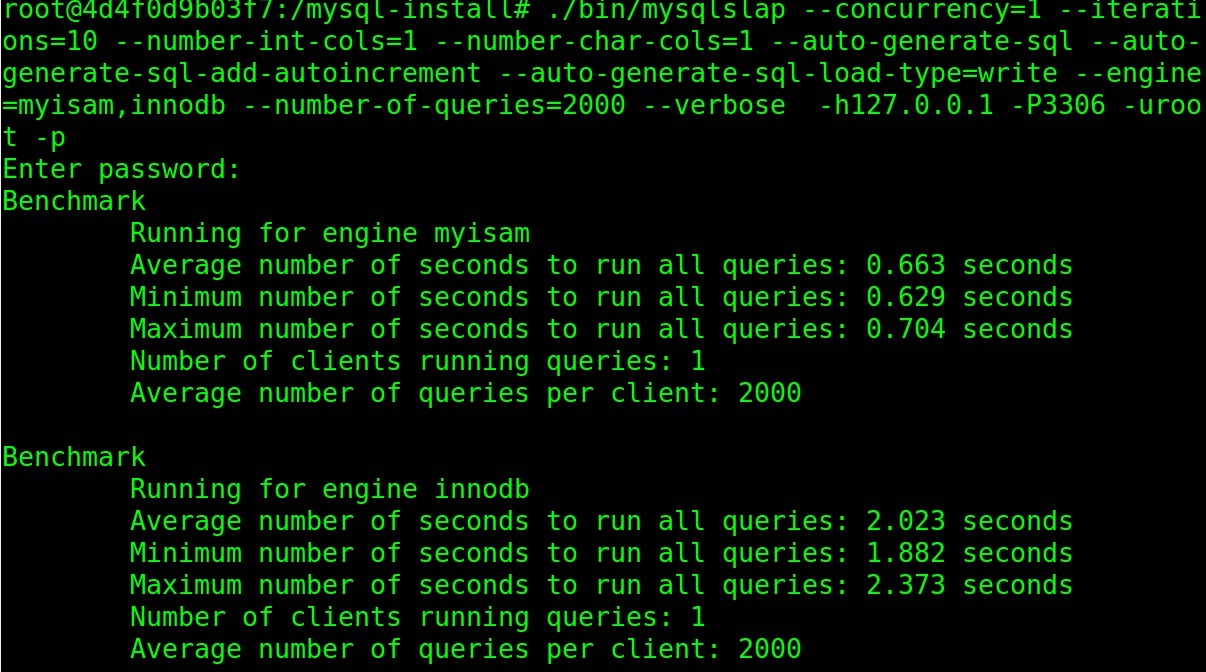 root@4d4f0d9b03f7:/mysql-install# ./bin/mysqlslap --concurrency=1 --iterati
ons=10 --number-int-cols=1 --number-char-cols=1 --auto-generate-sql --auto-
generate-sql-add-autoincrement --auto-generate-sql-load-type=write --engine
=myisam,innodb --number-of-queries=2000 --verbose  -h127.0.0.1 -P3306 -uroo
t -p
Enter password:
Benchmark
        Running for engine myisam
        Average number of seconds to run all queries: 0.663 seconds
        Minimum number of seconds to run all queries: 0.629 seconds
        Maximum number of seconds to run all queries: 0.704 seconds
        Number of clients running queries: 1
        Average number of queries per client: 2000

Benchmark
        Running for engine innodb
        Average number of seconds to run all queries: 2.023 seconds
        Minimum number of seconds to run all queries: 1.882 seconds
        Maximum number of seconds to run all queries: 2.373 seconds
        Number of clients running queries: 1
        Average number of queries per client: 2000